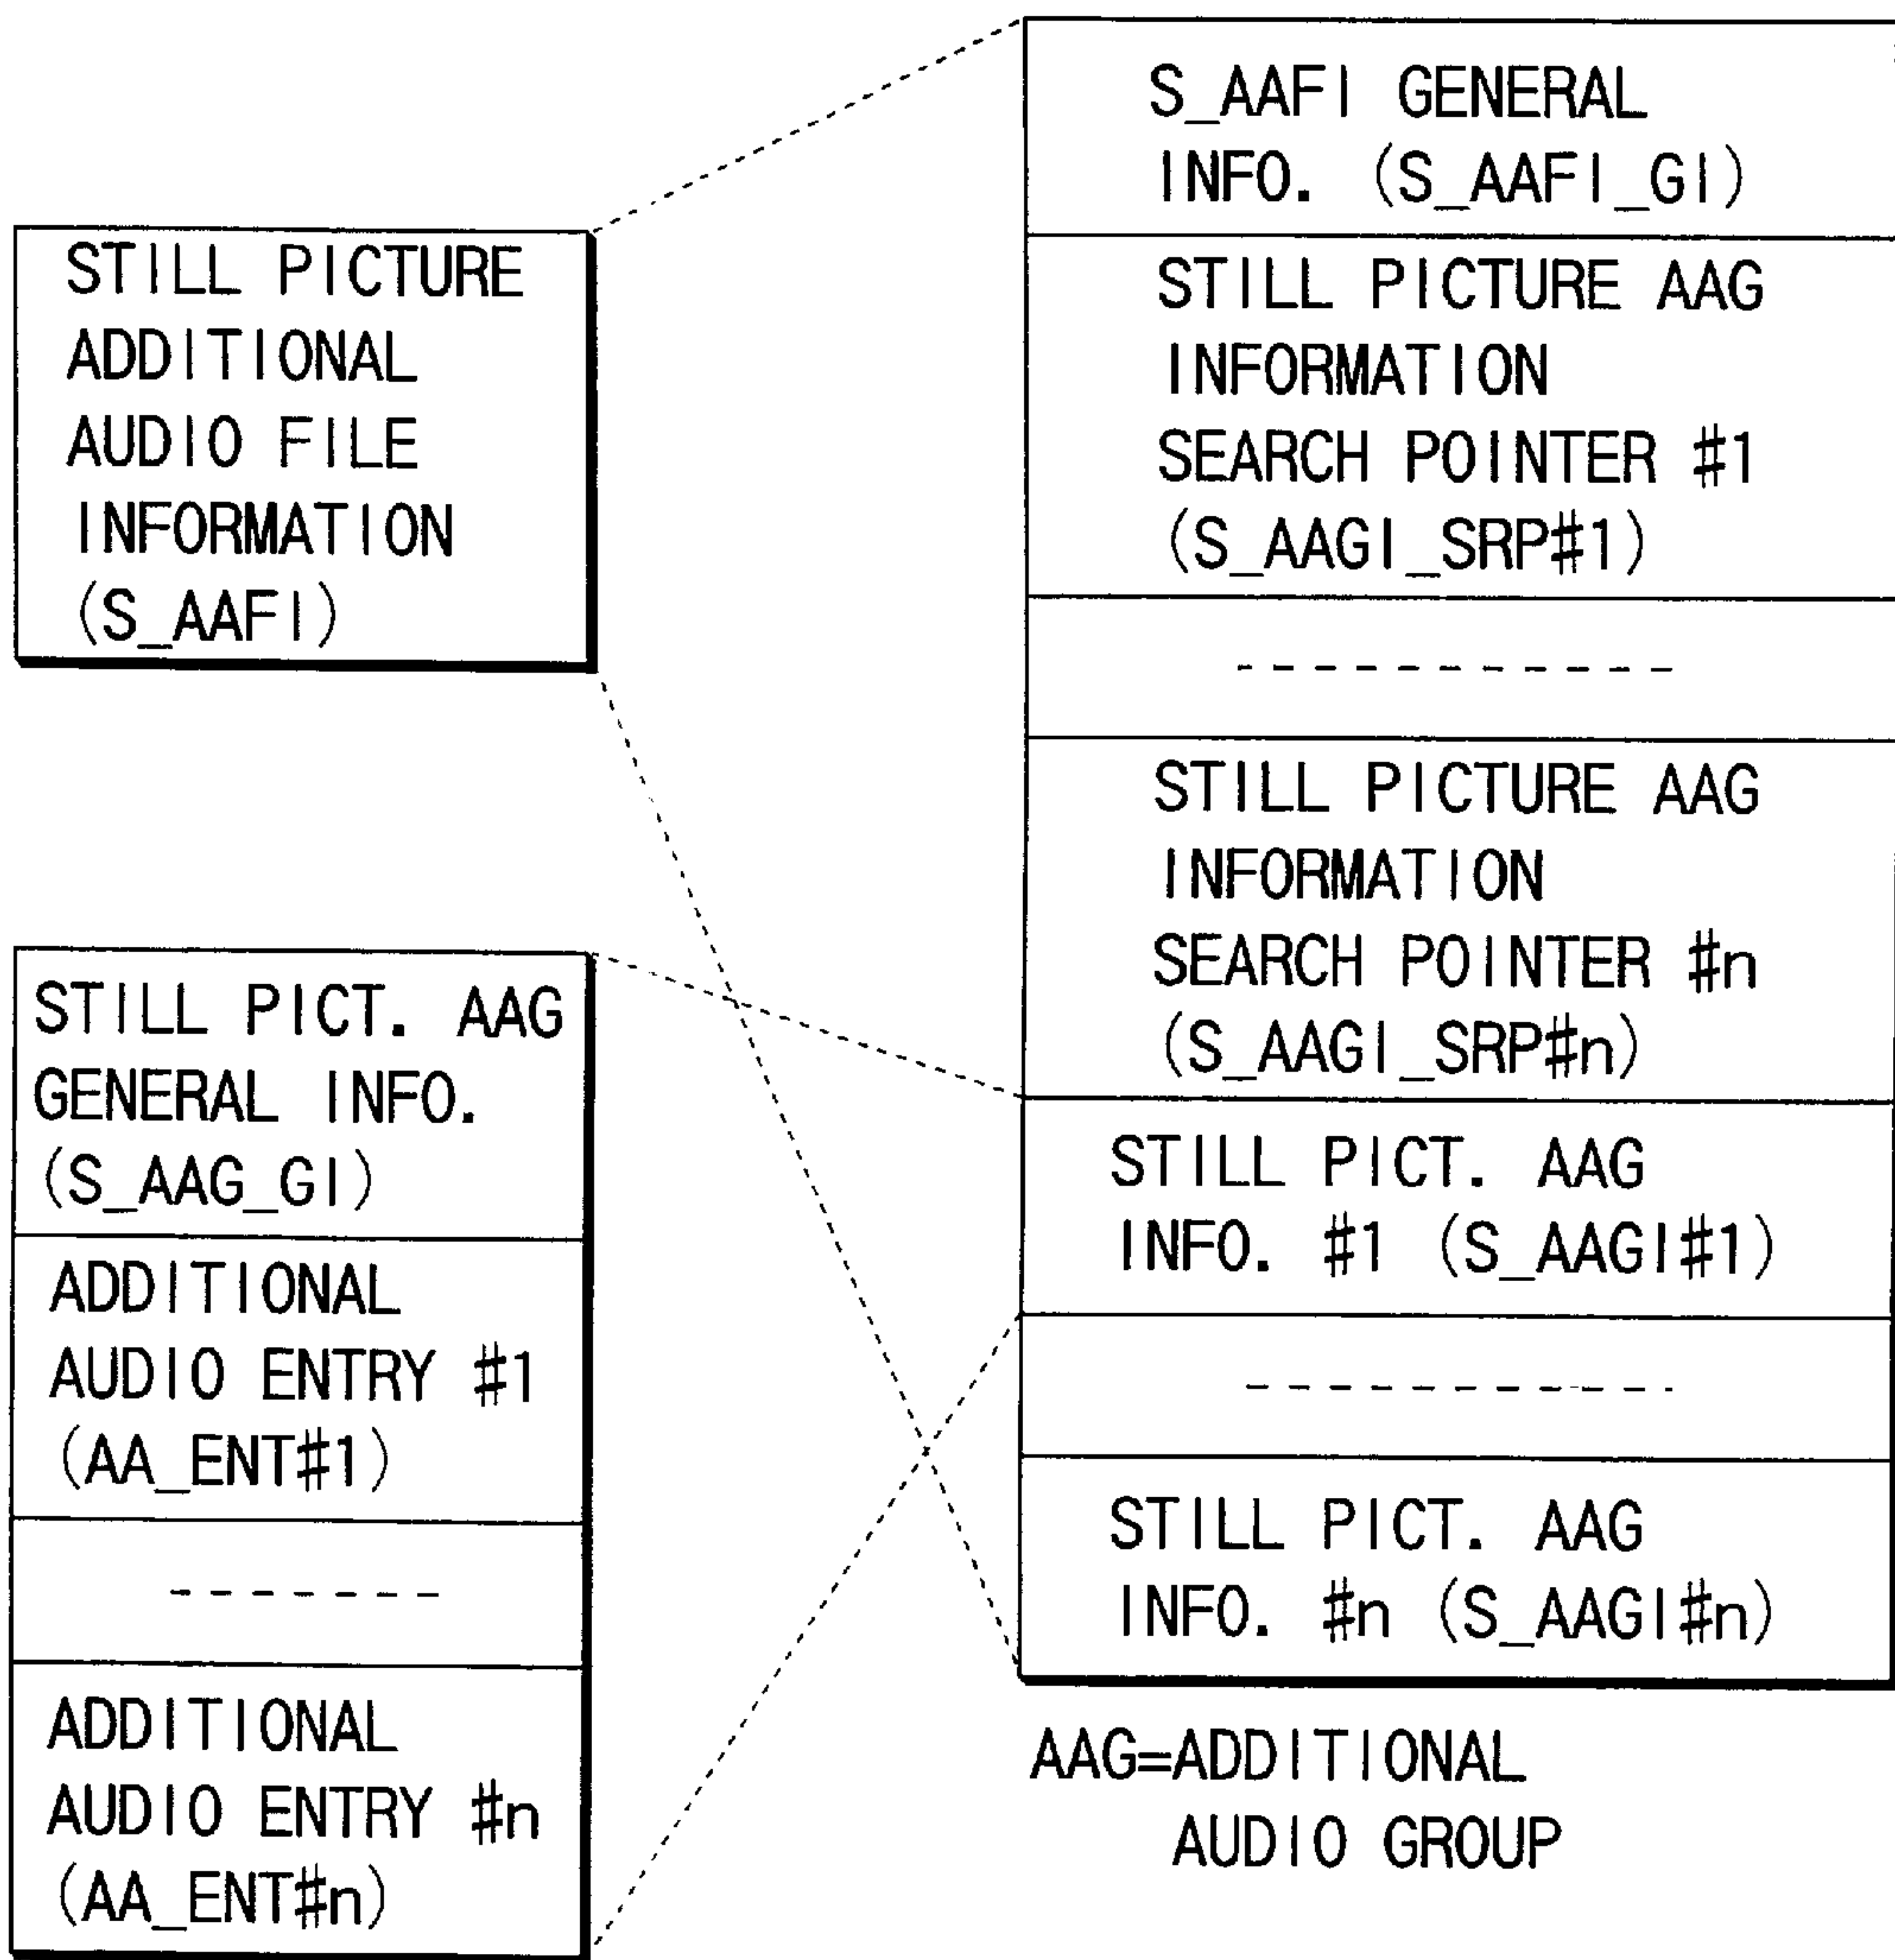 STILL PICTURE
ADDITIONAL
AUDIO FILE
INFORMATION
(S_AAFI)
S_AAFI GENERAL
INFO. (S_AAFI_GI)
STILL PICTURE AAG
INFORMATION
SEARCH POINTER #1
(S_AAGI_SRP#1)
STILL PICTURE AAG
INFORMATION
SEARCH POINTER #n
(S_AAGI_SRP#n)
STILL PICT. AAG
INFO. #1 (S_AAGI#1)
STILL PICT. AAG
INFO. #n (S_AAGI#n)
AAG=ADDITIONAL
AUDIO GROUP
STILL PICT. AAG
GENERAL INFO.
(S_AAG_GI)
ADDITIONAL
AUDIO ENTRY #1
(AA_ENT#1)
ADDITIONAL
AUDIO ENTRY #n
(AA_ENT#n)